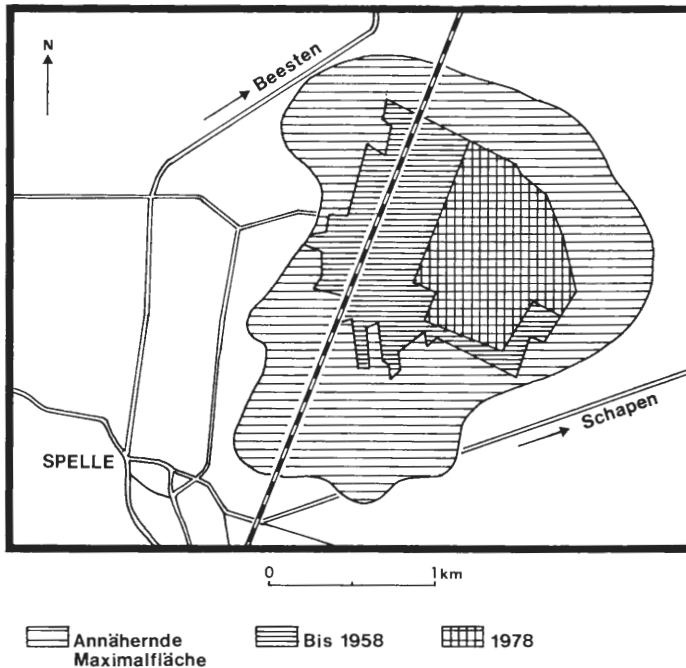 N
Beesten
SPELLE
Schapen
0 1 km
Annähernde
Maximalfläche
Bis 1958
1978